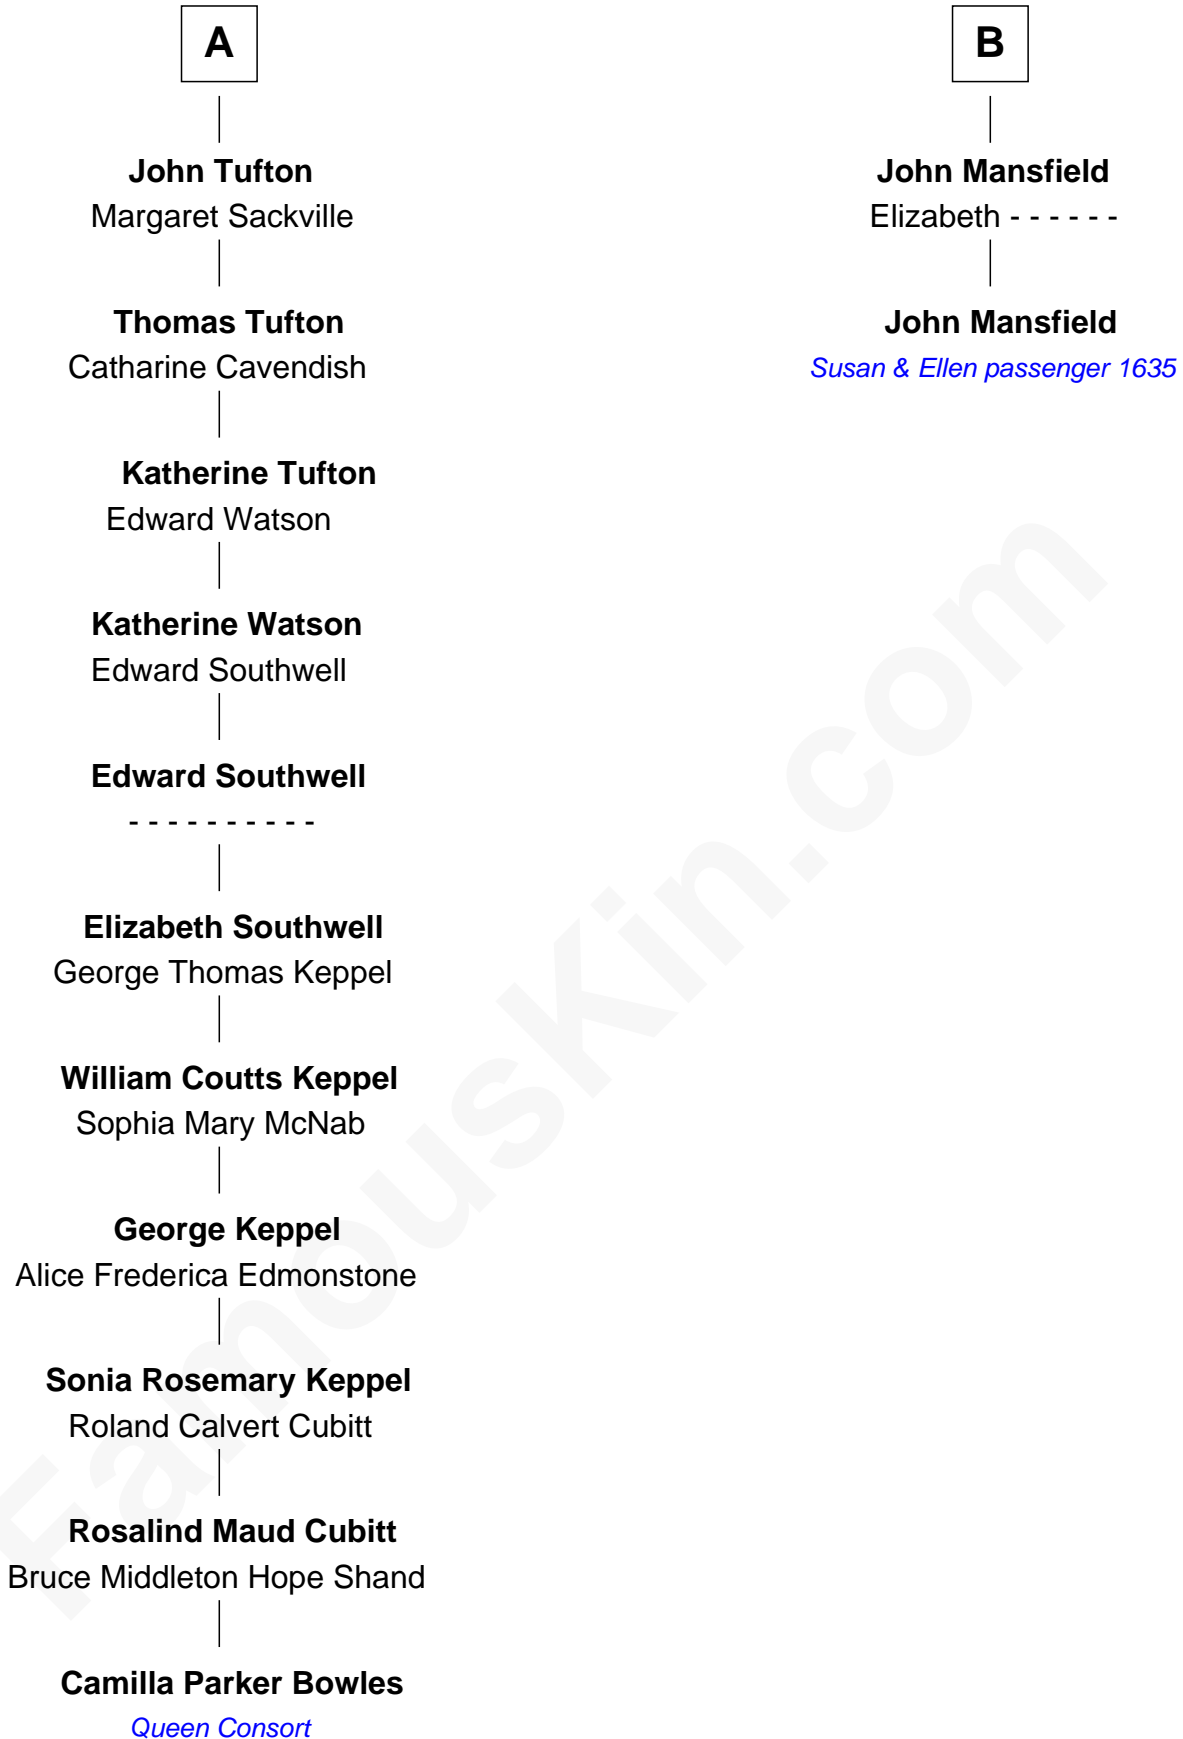 A
John Tufton
Margaret Sackville
Thomas Tufton
Catharine Cavendish
Katherine Tufton
Edward Watson
Katherine Watson
Edward Southwell
Edward Southwell
- - - - - - - - - -
Elizabeth Southwell
George Thomas Keppel
William Coutts Keppel
Sophia Mary McNab
George Keppel
Alice Frederica Edmonstone
Sonia Rosemary Keppel
Roland Calvert Cubitt
Rosalind Maud Cubitt
Bruce Middleton Hope Shand
Camilla Parker Bowles
Queen Consort
B
John Mansfield
Elizabeth - - - - - -
John Mansfield
Susan & Ellen passenger 1635
FamousKin.com